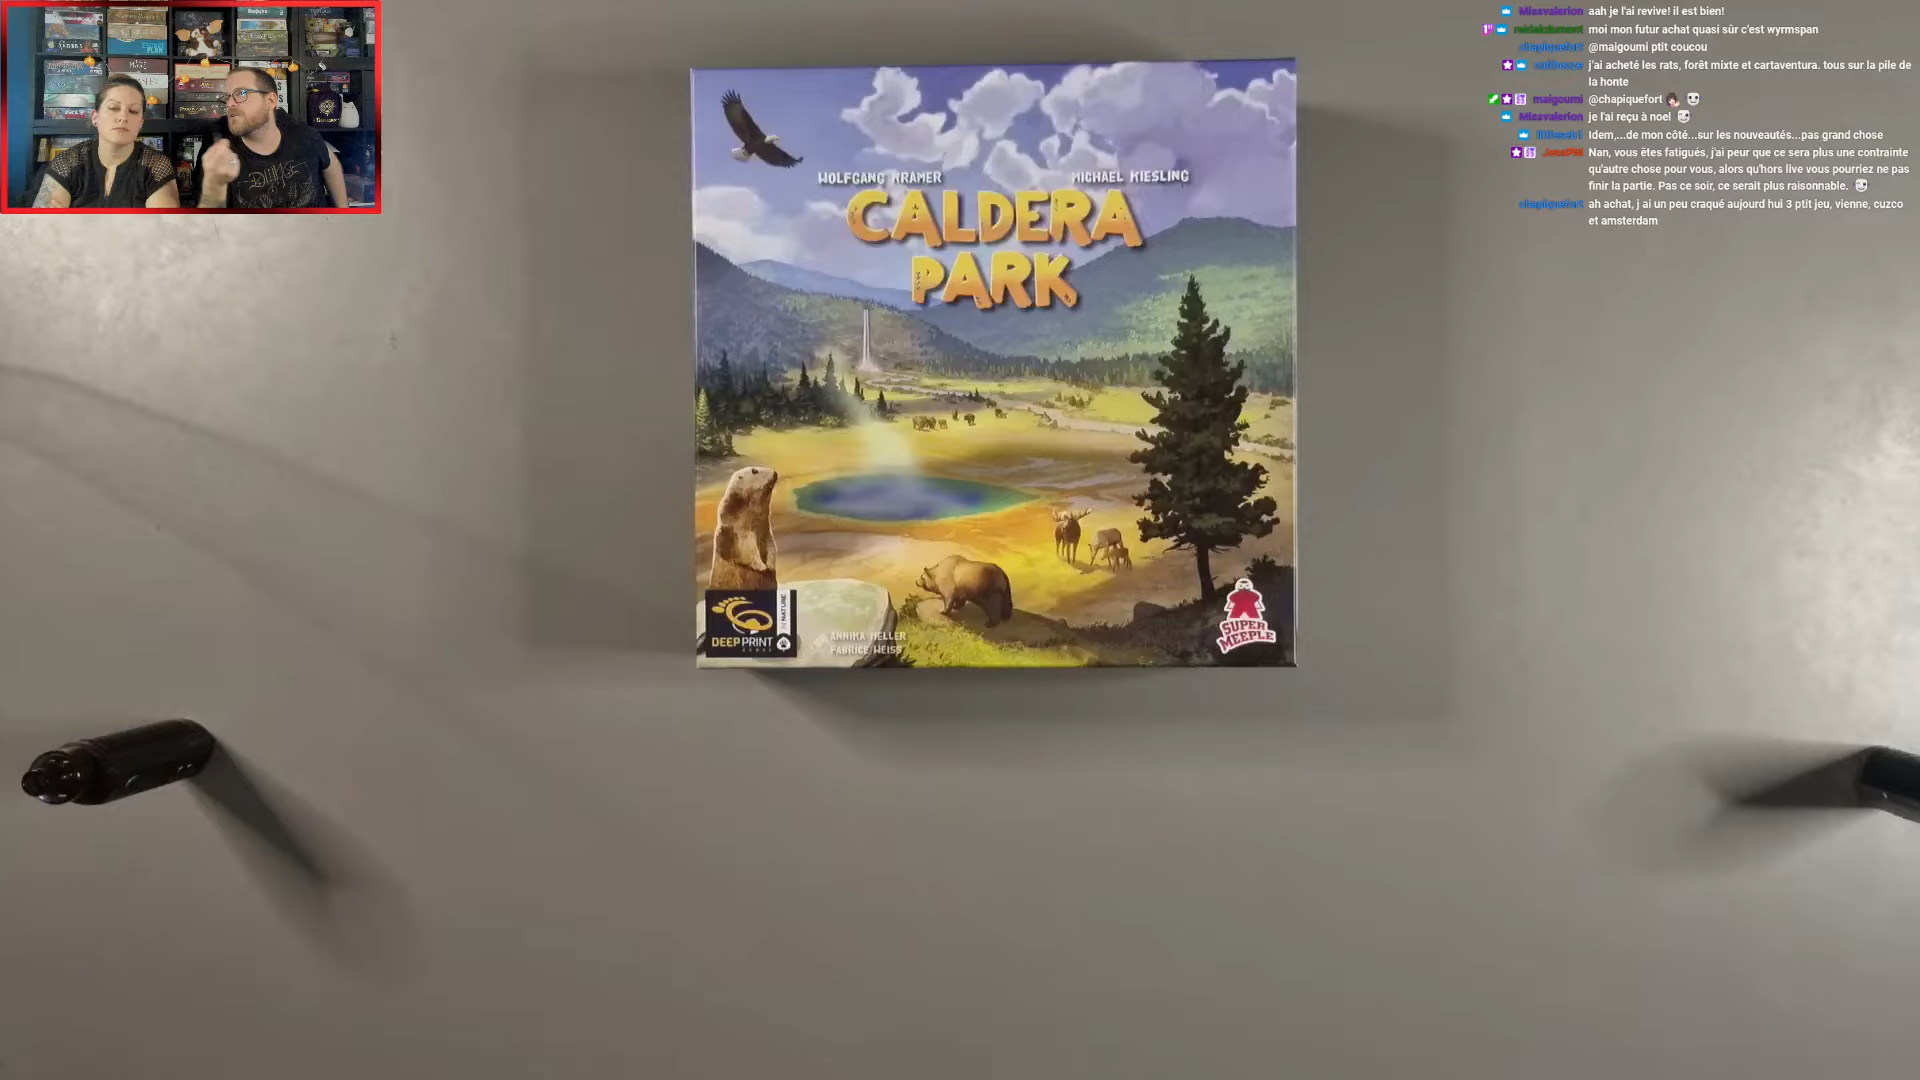 Missvalerion aah je l'ai revive! il est bien!
moi mon futur achat quasi sûr c'est wyrmspan
chapiquefort @maigoumi ptit coucou
j'ai acheté les rats, forêt mixte et cartaventura. tous sur la pile de
la honte
maigoumi @chapiquefort
Missvalerion je l'ai reçu à noel
Idem,...de mon côté...sur les nouveautés...pas grand chose
Nan, vous êtes fatigués, j'ai peur que ce sera plus une contrainte
qu'autre chose pour vous, alors qu'hors live vous pourriez ne pas
finir la partie. Pas ce soir, ce serait plus raisonnable.
chapiquefort ah achat, j ai un peu craqué aujourd hui 3 ptit jeu, vienne, cuzco
et amsterdam
WOLFGANG KRAMER MICHAEL KIESLING
CALDERA
PARK
DEEP PRINT
GAMES
IN NATURE
ANNIKA HELLER
FABRICE WEISS
SUPER
MEEPLE